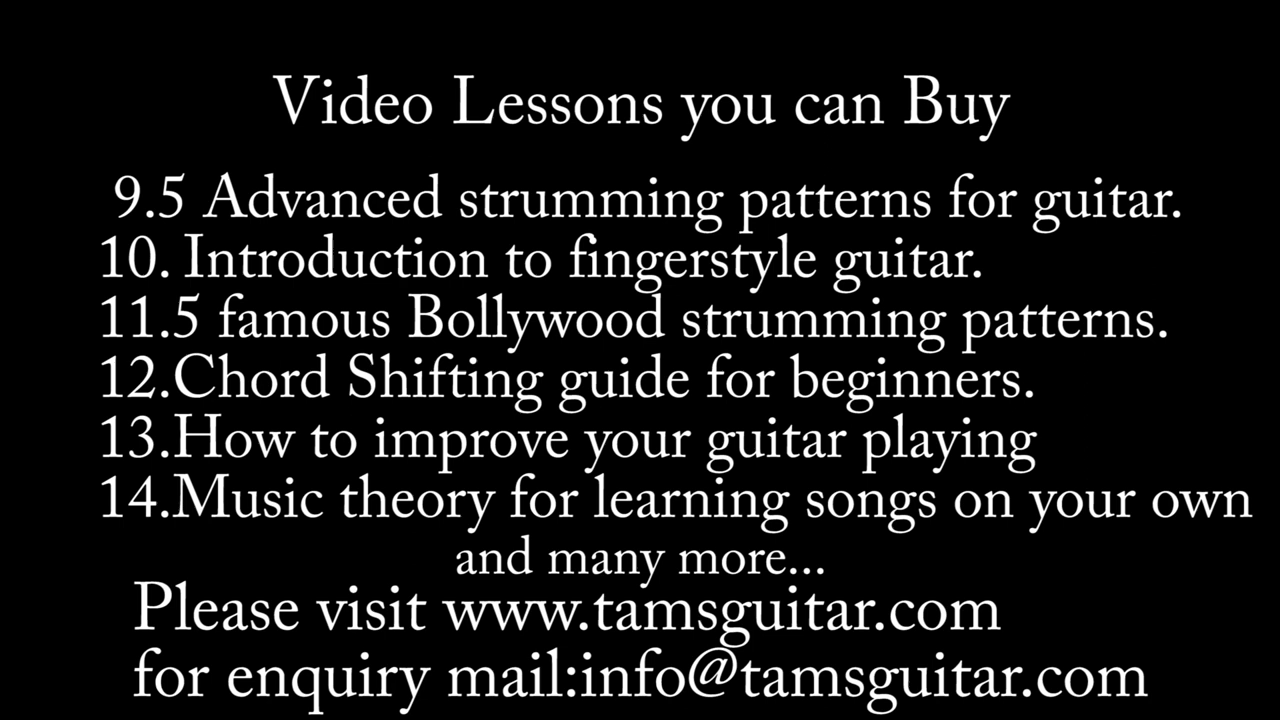 Video Lessons you can Buy
9.5 Advanced strumming patterns for guitar.
10. Introduction to fingerstyle guitar.
11.5 famous Bollywood strumming patterns.
12.Chord Shifting guide for beginners.
13.How to improve your guitar playing
14.Music theory for learning songs on your own
and many more...
Please visit www.tamsguitar.com
for enquiry mail:info@tamsguitar.com